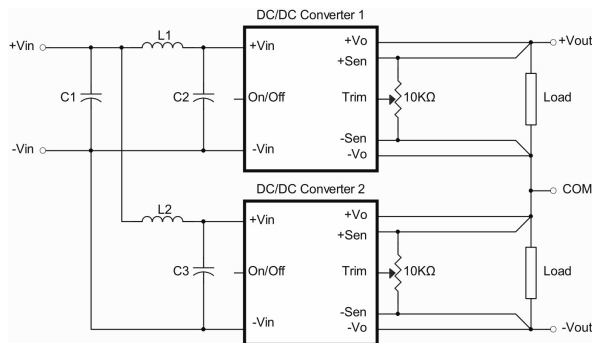 DC/DC Converter 1
+Vin
L1
+Vin
+Vo
+Vout
+Sen
C1
C2
On/Off
Trim
10KΩ
Load
-Sen
-Vin
-Vin
-Vo
DC/DC Converter 2
COM
L2
+Vin
+Vo
+Sen
C3
On/Off
Trim
10KΩ
Load
-Sen
-Vin
-Vo
-Vout